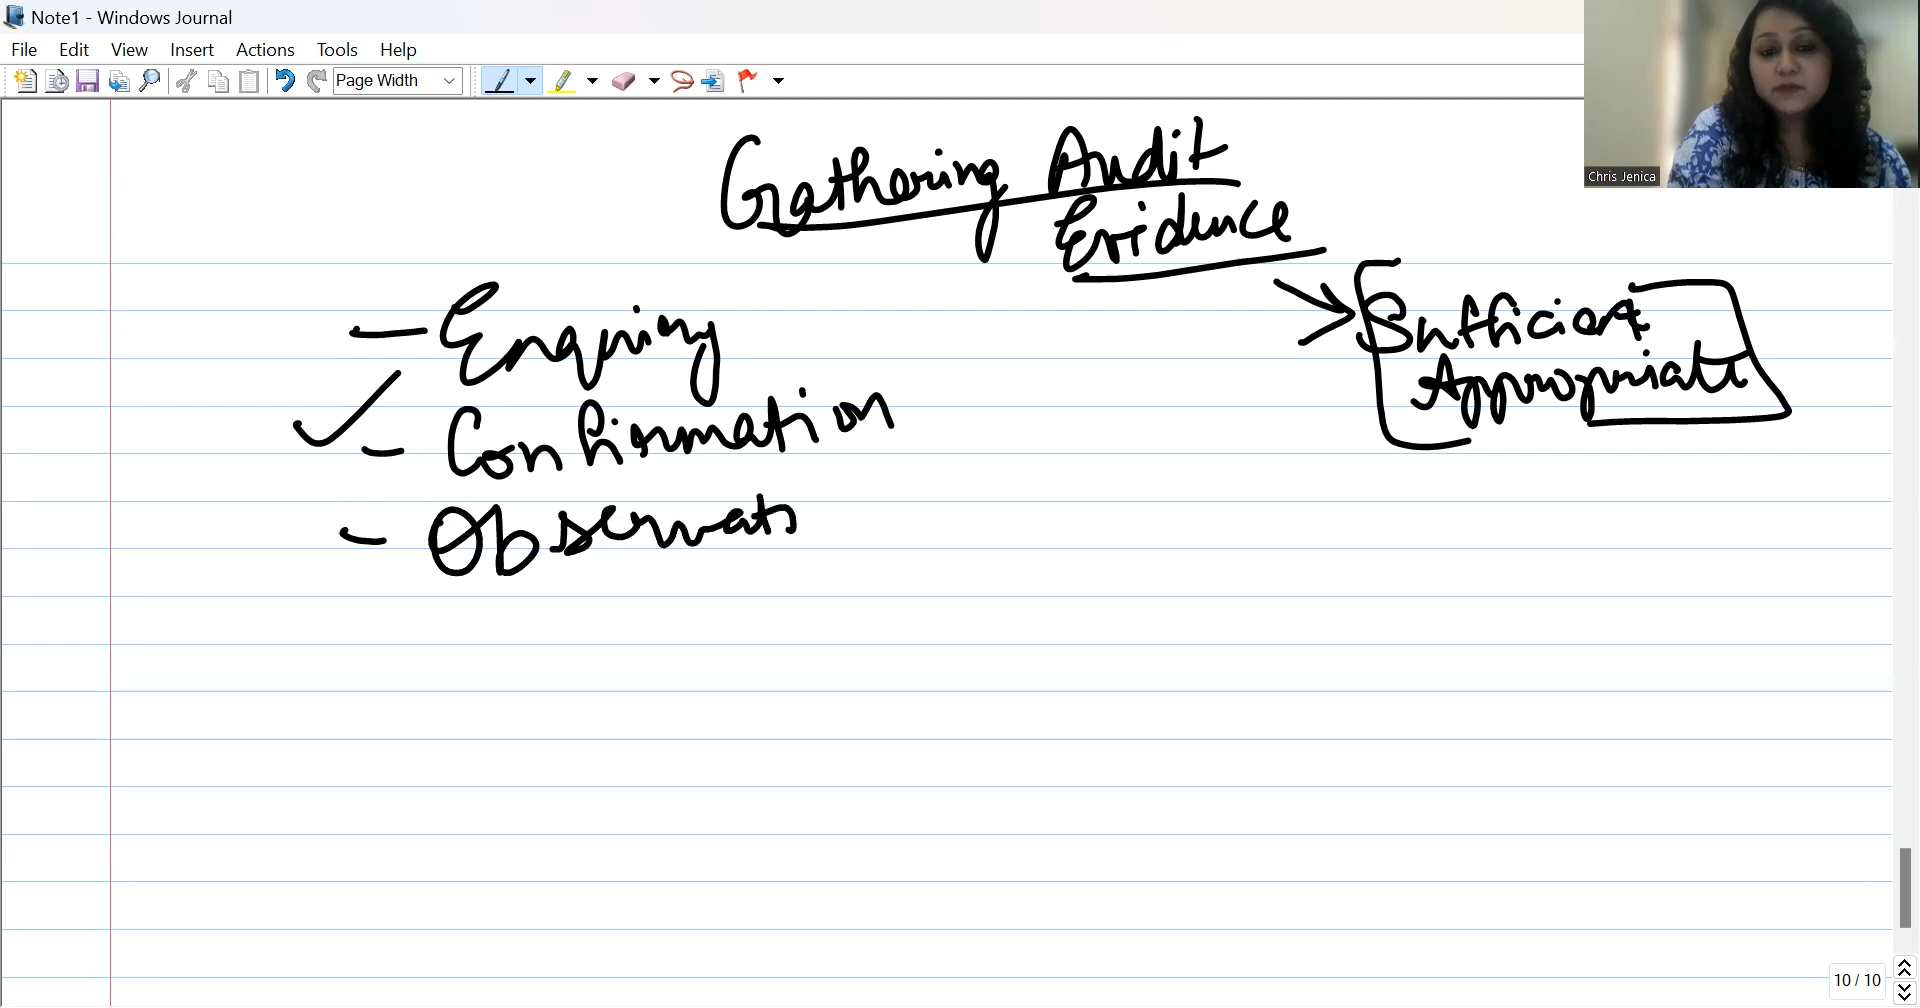 Note1 - Windows Journal
File Edit View Insert Actions Tools Help
Page Width
Chris Jenica
Gathering Audit
Evidence
Sufficient
Appropriate
- Enquiry
- Confirmation
- Observati
10 / 10